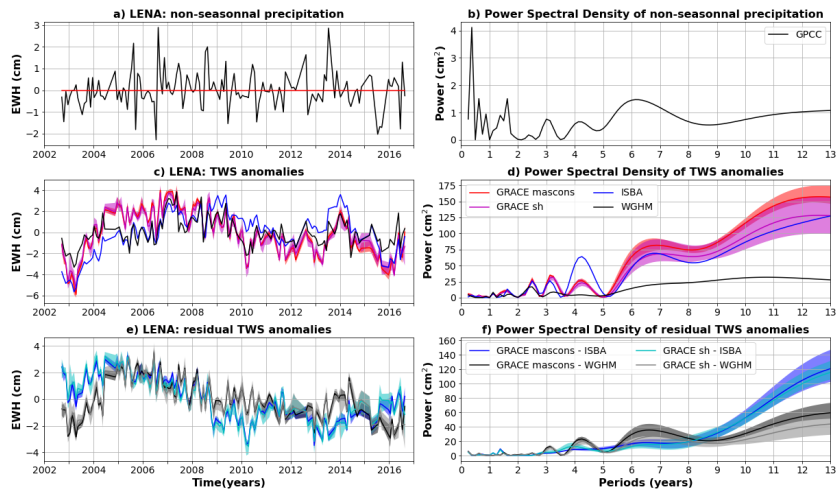 a) LENA: non-seasonnal precipitation
EWH (cm)
3
2
1
0
−1
−2
2002 2004 2006 2008 2010 2012 2014 2016
b) Power Spectral Density of non-seasonnal precipitation
Power (cm²)
4
3
2
1
0
GPCC
0 1 2 3 4 5 6 7 8 9 10 11 12 13
c) LENA: TWS anomalies
EWH (cm)
4
2
0
−2
−4
−6
2002 2004 2006 2008 2010 2012 2014 2016
d) Power Spectral Density of TWS anomalies
Power (cm²)
175
150
125
100
75
50
25
0
GRACE mascons
GRACE sh
ISBA
WGHM
0 1 2 3 4 5 6 7 8 9 10 11 12 13
e) LENA: residual TWS anomalies
EWH (cm)
4
2
0
−2
−4
2002 2004 2006 2008 2010 2012 2014 2016
Time(years)
f) Power Spectral Density of residual TWS anomalies
Power (cm²)
160
140
120
100
80
60
40
20
0
GRACE mascons - ISBA
GRACE mascons - WGHM
GRACE sh - ISBA
GRACE sh - WGHM
0 1 2 3 4 5 6 7 8 9 10 11 12 13
Periods (years)